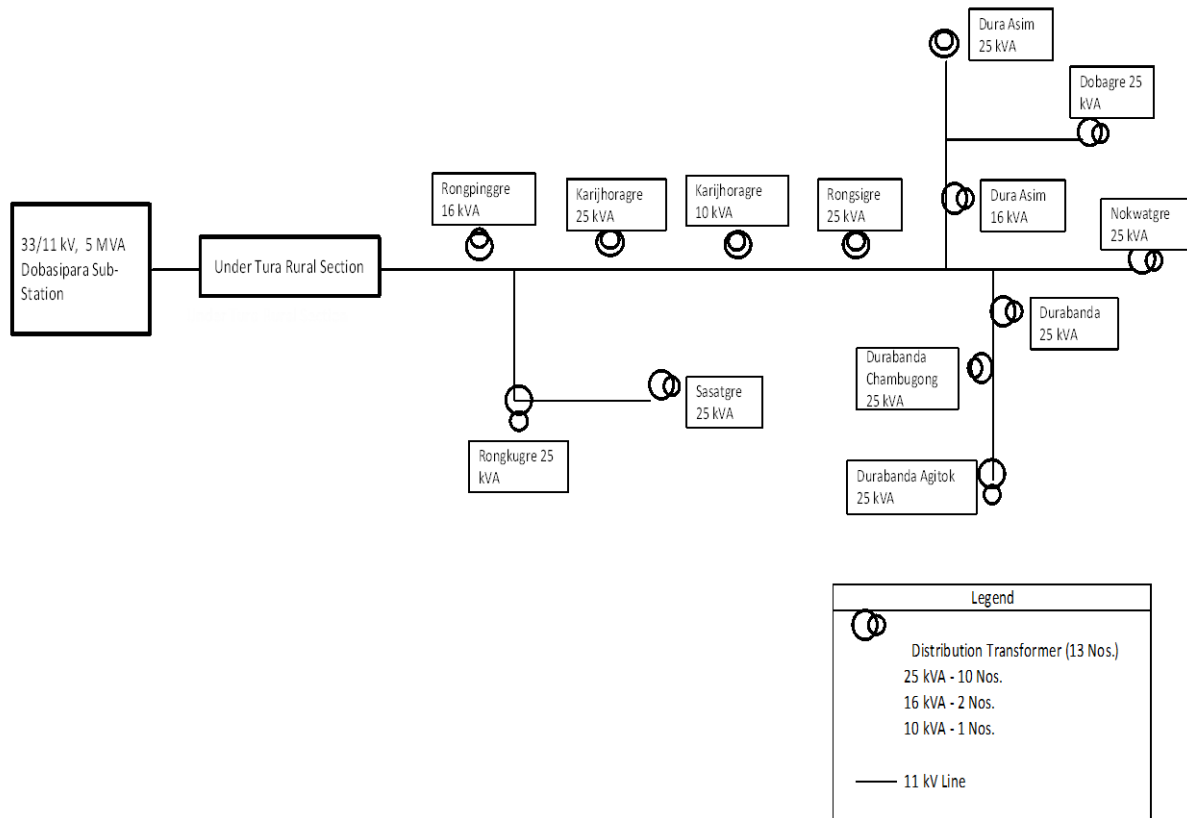 Dura Asim
25 kVA
Dobagre 25
kVA
Rongpinggre
16 kVA
Karijhoragre
25 kVA
Karijhoragre
10 kVA
Rongsigre
25 kVA
Dura Asim
16 kVA
Nokwatgre
25 kVA
33/11 kV, 5 MVA
Dobasipara Sub-
Station
Under Tura Rural Section
Durabanda
25 kVA
Durabanda
Chambugong
25 kVA
Sasatgre
25 kVA
Rongkugre 25
kVA
Durabanda Agitok
25 kVA
Legend
Distribution Transformer (13 Nos.)
25 kVA - 10 Nos.
16 kVA - 2 Nos.
10 kVA - 1 Nos.
11 kV Line